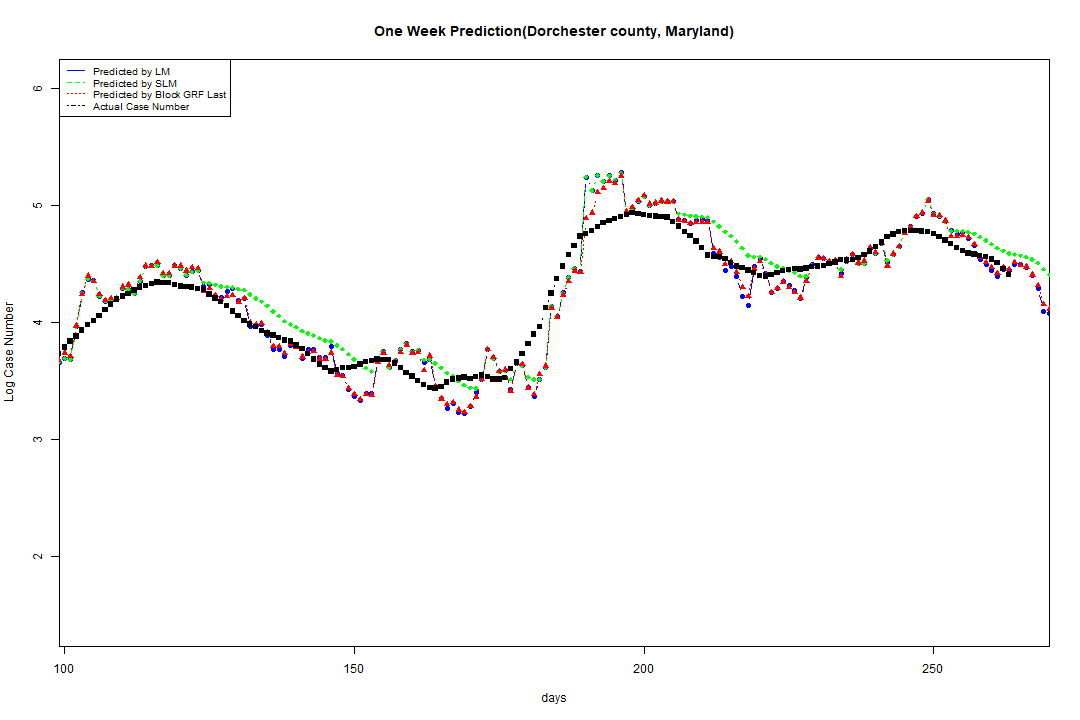 One Week Prediction(Dorchester county, Maryland)
Predicted by LM
Predicted by SLM
Predicted by Block GRF Last
Actual Case Number
6
5
4
3
2
Log Case Number
100
150
200
250
days